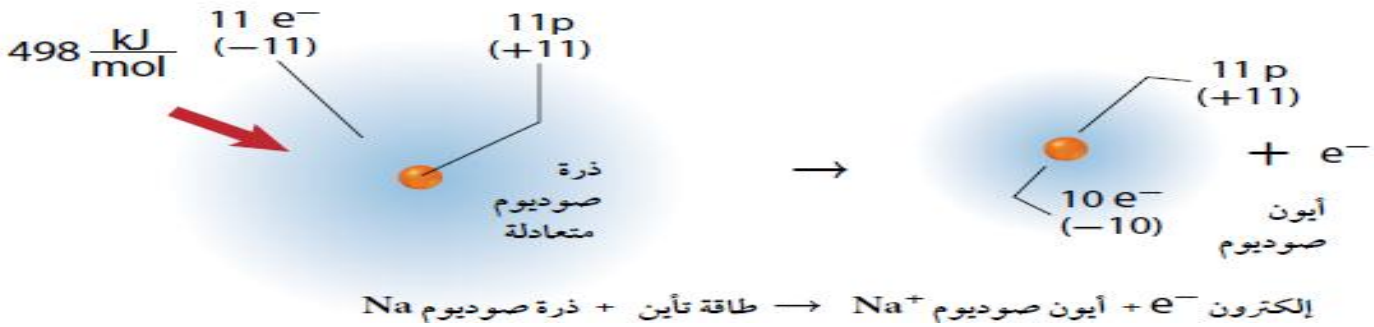 498 kJ/mol
11 e⁻
(−11)
11p
(+11)
ذرة
صوديوم
متعادلة
→
11 p
(+11)
10 e⁻
(−10)
+ e⁻
أيون
صوديوم
Na ذرة صوديوم + طاقة تأين → Na⁺ أيون صوديوم + e⁻ إلكترون